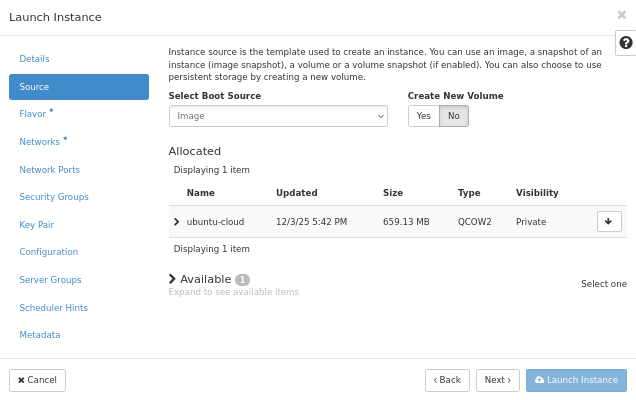 Launch Instance
Details
Source
Flavor *
Networks *
Network Ports
Security Groups
Key Pair
Configuration
Server Groups
Scheduler Hints
Metadata
Instance source is the template used to create an instance. You can use an image, a snapshot of an
instance (image snapshot), a volume or a volume snapshot (if enabled). You can also choose to use
persistent storage by creating a new volume.
Select Boot Source
Create New Volume
Image
Yes No
Allocated
Displaying 1 item
Name Updated Size Type Visibility
ubuntu-cloud 12/3/25 5:42 PM 659.13 MB QCOW2 Private
Displaying 1 item
Available 1
Select one
Expand to see available items
✖ Cancel
‹ Back
Next ›
Launch Instance